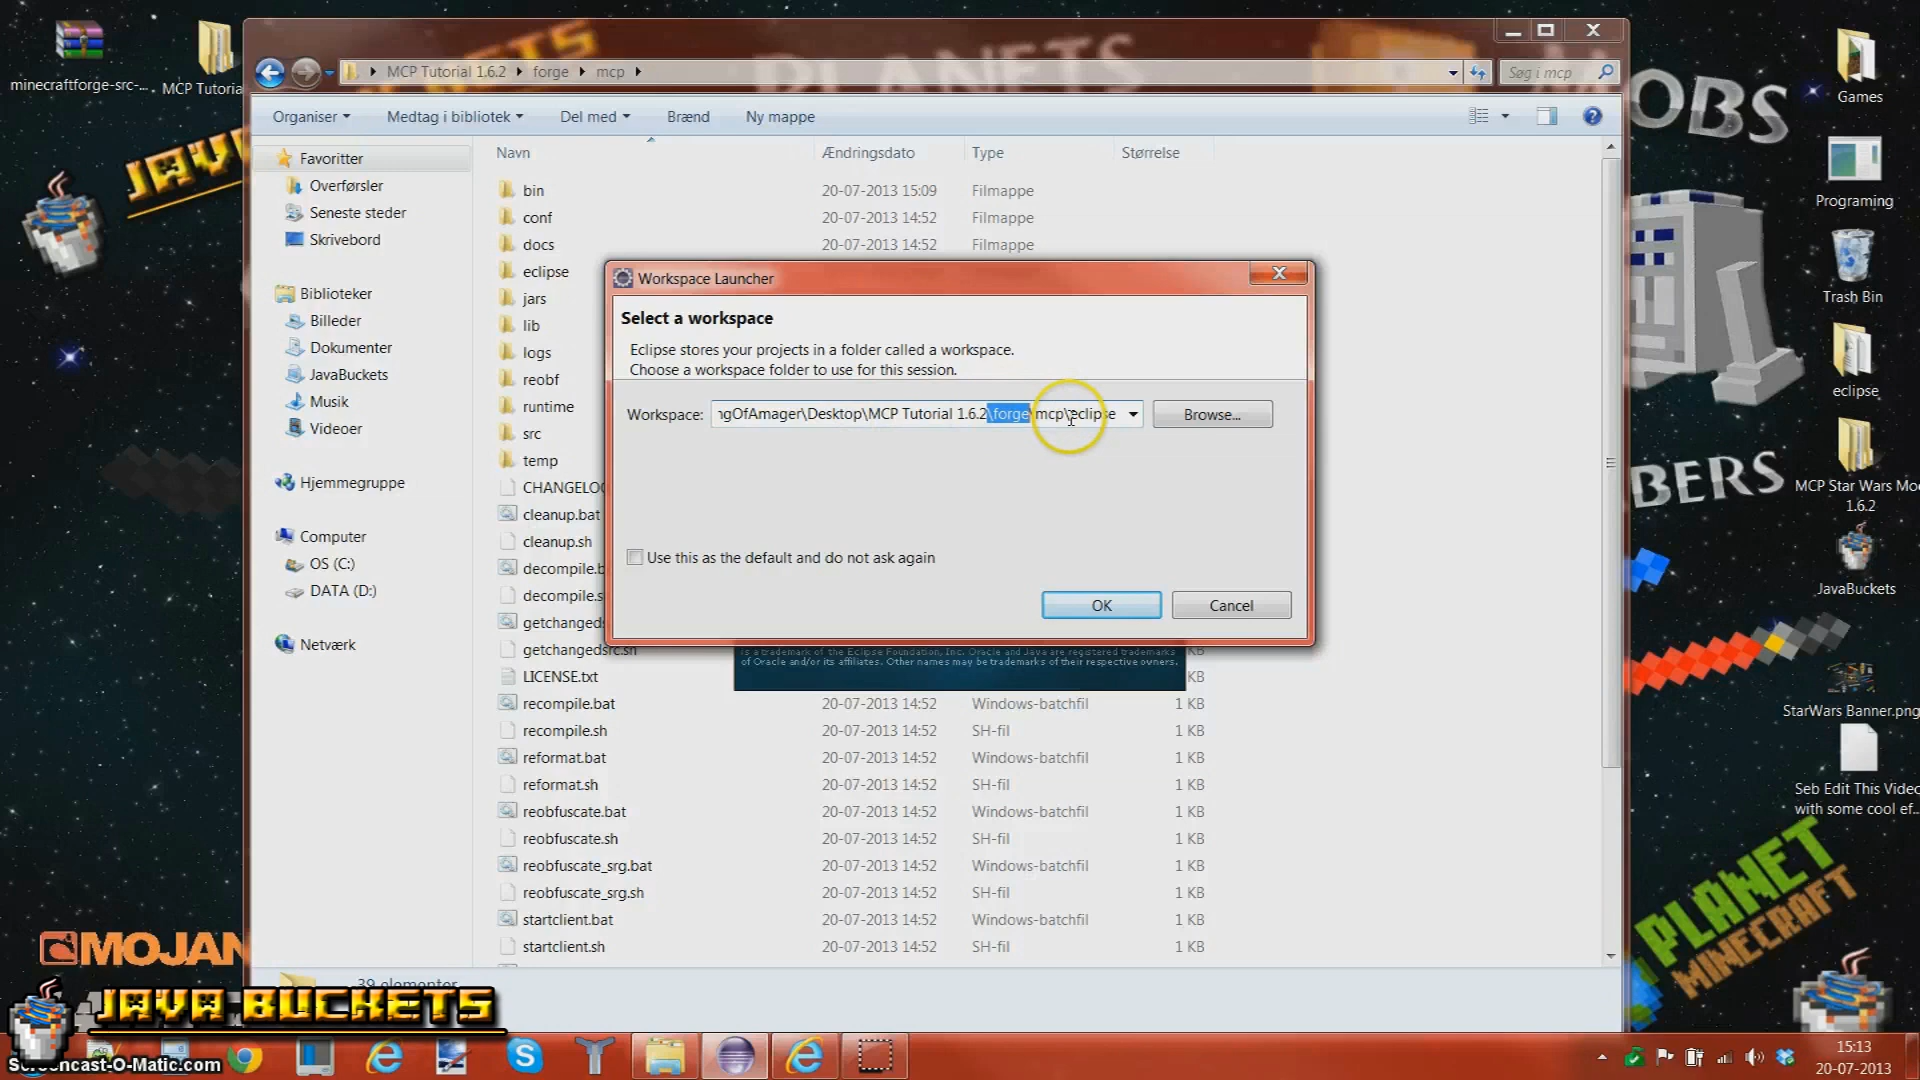 minecraftforge-src-...
MCP Tutoria
MCP Tutorial 1.6.2
forge
mcp
Søg i mcp
Organiser
Medtag i bibliotek
Del med
Brænd
Ny mappe
Favoritter
Overførsler
Seneste steder
Skrivebord
Biblioteker
Billeder
Dokumenter
JavaBuckets
Musik
Videoer
Hjemmegruppe
Computer
OS (C:)
DATA (D:)
Netværk
Navn
Ændringsdato
Type
Størrelse
bin
20-07-2013 15:09
Filmappe
conf
20-07-2013 14:52
Filmappe
docs
20-07-2013 14:52
Filmappe
eclipse
jars
lib
logs
reobf
runtime
src
temp
CHANGELOG
cleanup.bat
cleanup.sh
decompile.b
decompile.s
getchangeds
getchangedsrc.sh
KB
LICENSE.txt
KB
recompile.bat
20-07-2013 14:52
Windows-batchfil
1 KB
recompile.sh
20-07-2013 14:52
SH-fil
1 KB
reformat.bat
20-07-2013 14:52
Windows-batchfil
1 KB
reformat.sh
20-07-2013 14:52
SH-fil
1 KB
reobfuscate.bat
20-07-2013 14:52
Windows-batchfil
1 KB
reobfuscate.sh
20-07-2013 14:52
SH-fil
1 KB
reobfuscate_srg.bat
20-07-2013 14:52
Windows-batchfil
1 KB
reobfuscate_srg.sh
20-07-2013 14:52
SH-fil
1 KB
startclient.bat
20-07-2013 14:52
Windows-batchfil
1 KB
startclient.sh
20-07-2013 14:52
SH-fil
1 KB
39 elementer
Workspace Launcher
Select a workspace
Eclipse stores your projects in a folder called a workspace.
Choose a workspace folder to use for this session.
Workspace:
ngOfAmager\Desktop\MCP Tutorial 1.6.2\forge\mcp\eclipse
Browse...
Use this as the default and do not ask again
OK
Cancel
is a trademark of the Eclipse Foundation, Inc. Oracle and Java are registered trademarks
of Oracle and/or its affiliates. Other names may be trademarks of their respective owners.
Games
Programing
Trash Bin
eclipse
MCP Star Wars Mo
1.6.2
JavaBuckets
StarWars Banner.png
Seb Edit This Video
with some cool ef...
PLANETS
MOBS
BERS
JAVA
PLANET
MINECRAFT
MOJAN
JAVA BUCKETS
Screencast-O-Matic.com
15:13
20-07-2013